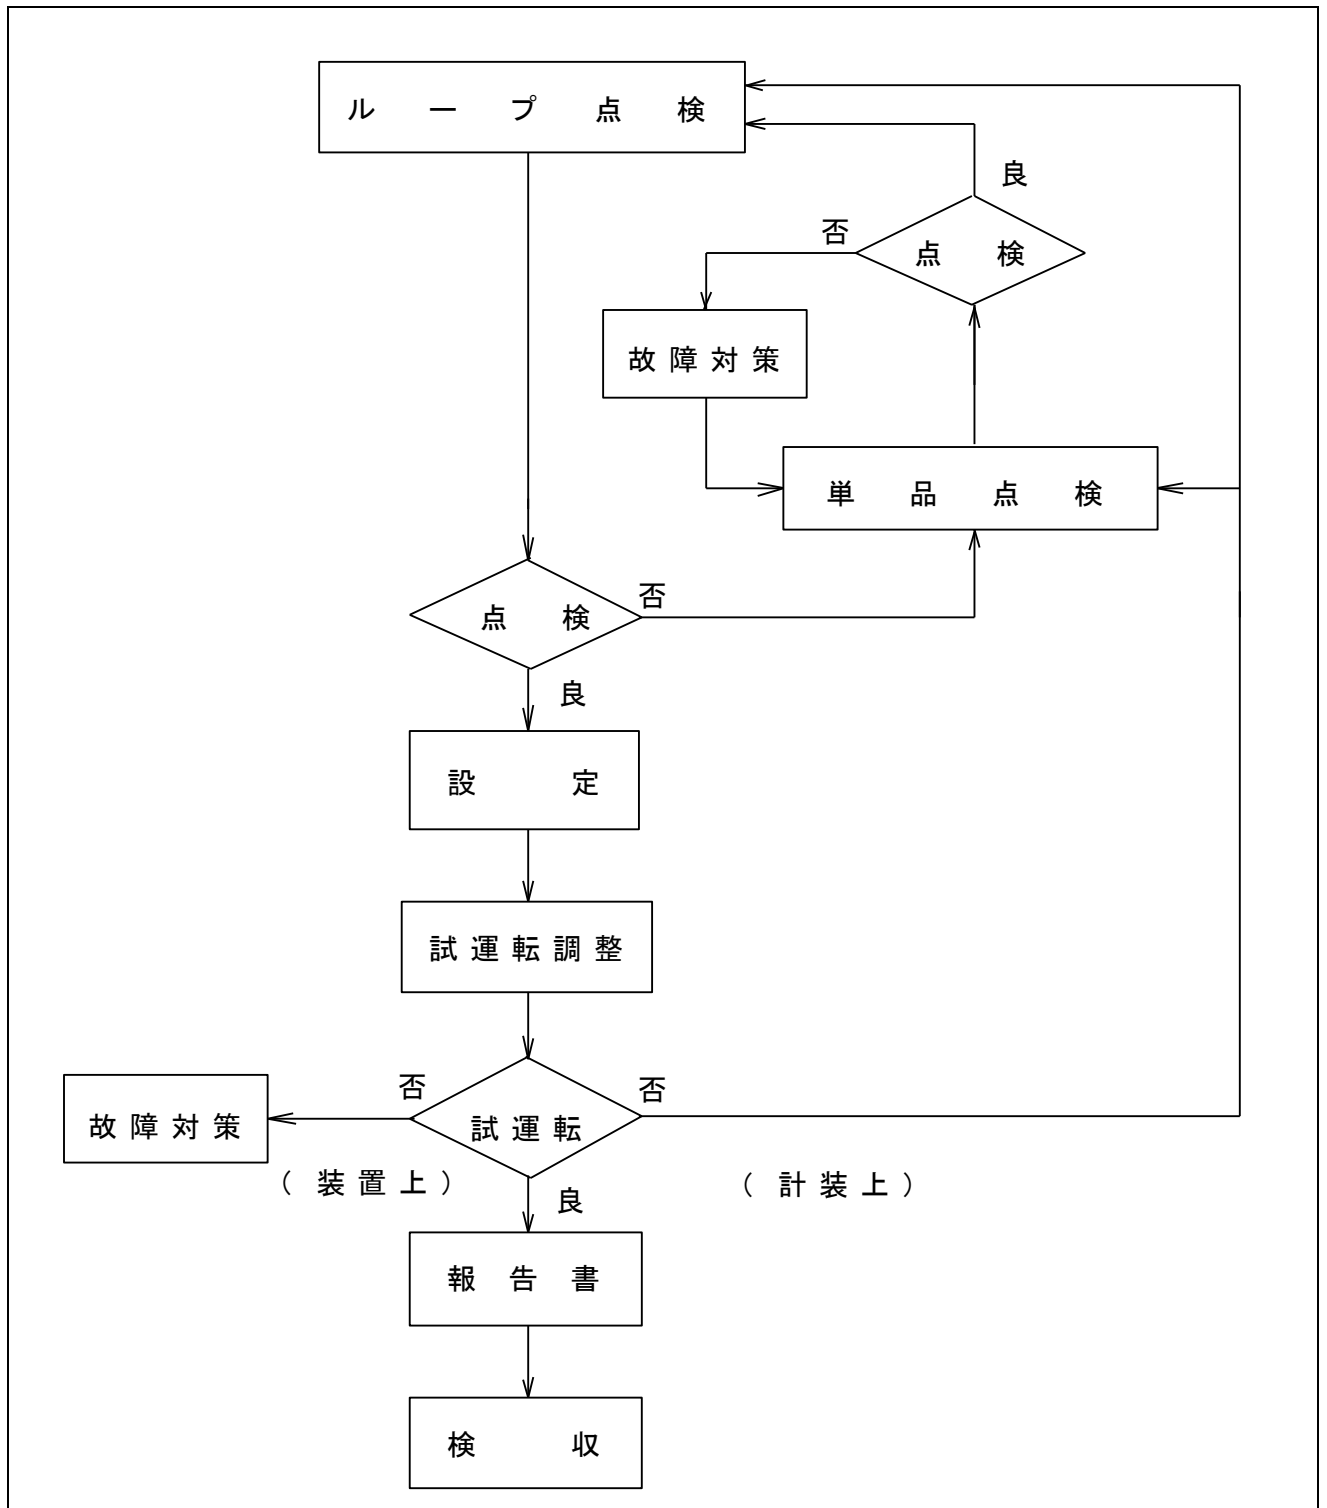 ループ点検
良
否
点検
故障対策
単品点検
否
点検
良
設定
試運転調整
否
否
故障対策
試運転
（装置上）
（計装上）
良
報告書
検収